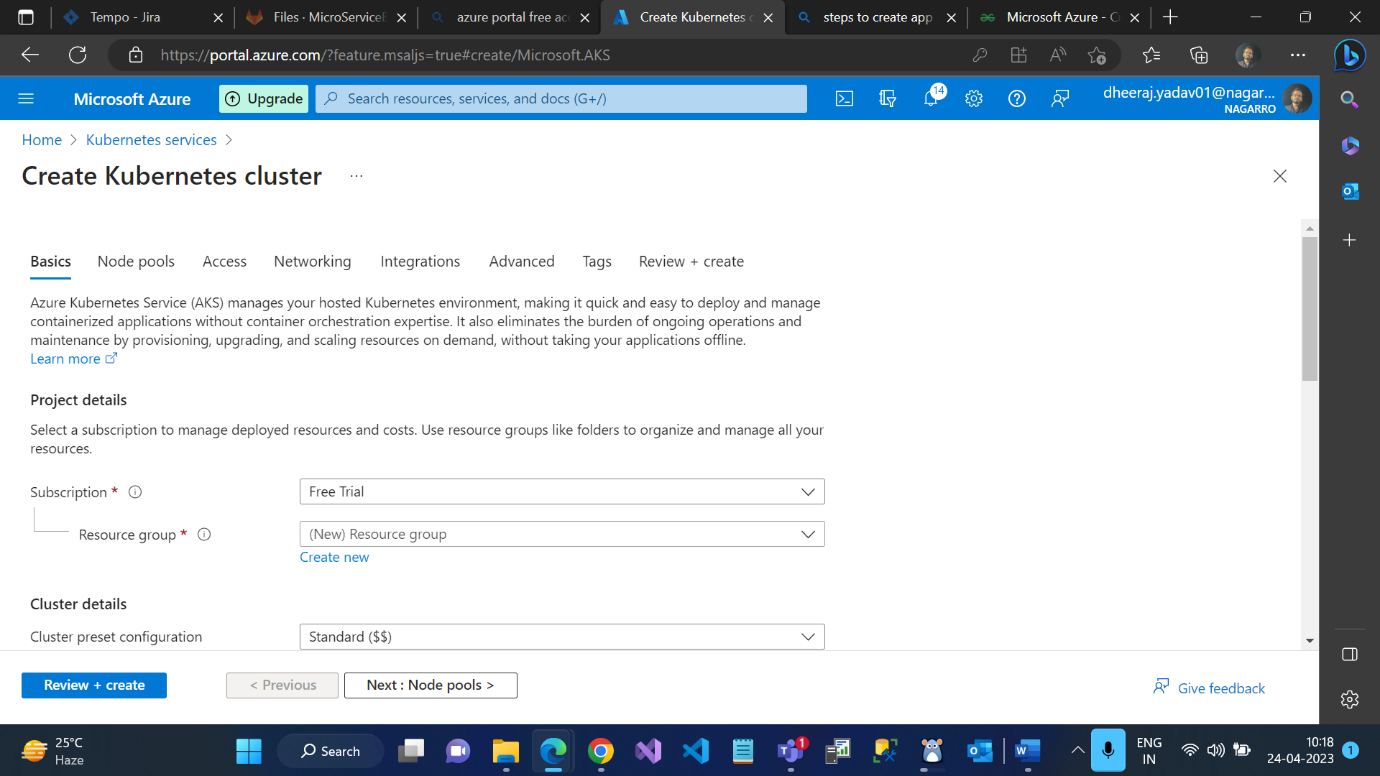 Tempo - Jira
Files · MicroServiceE
azure portal free ac
Create Kubernetes c
steps to create app
Microsoft Azure - C
https://portal.azure.com/?feature.msaljs=true#create/Microsoft.AKS
Microsoft Azure
Upgrade
Search resources, services, and docs (G+/)
14
dheeraj.yadav01@nagar...
NAGARRO
Home > Kubernetes services >
Create Kubernetes cluster ...
Basics Node pools Access Networking Integrations Advanced Tags Review + create
Azure Kubernetes Service (AKS) manages your hosted Kubernetes environment, making it quick and easy to deploy and manage
containerized applications without container orchestration expertise. It also eliminates the burden of ongoing operations and
maintenance by provisioning, upgrading, and scaling resources on demand, without taking your applications offline.
Learn more
Project details
Select a subscription to manage deployed resources and costs. Use resource groups like folders to organize and manage all your
resources.
Subscription *
Free Trial
Resource group *
(New) Resource group
Create new
Cluster details
Cluster preset configuration
Standard ($$)
Review + create
< Previous
Next : Node pools >
Give feedback
25°C
Haze
Search
1
ENG
IN
10:18
24-04-2023
1